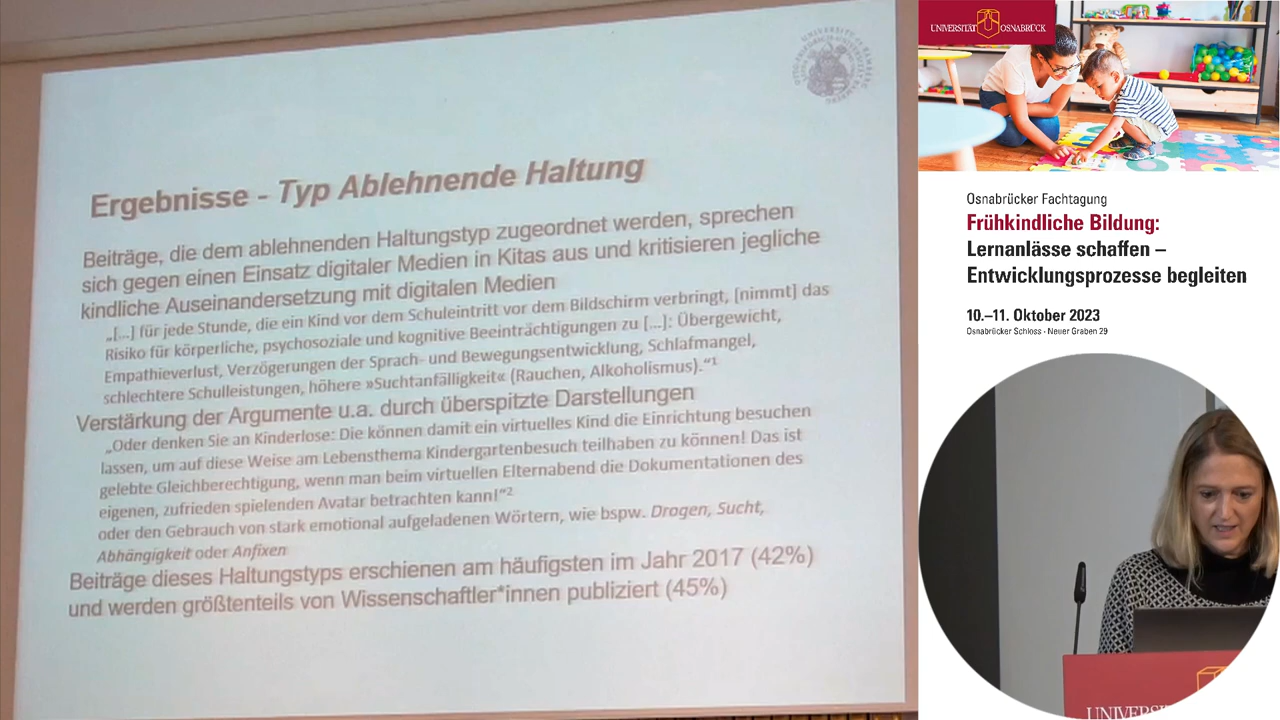 UNIVERSITY of BAMBERG
Ergebnisse - Typ Ablehnende Haltung
Beiträge, die dem ablehnenden Haltungstyp zugeordnet werden, sprechen
sich gegen einen Einsatz digitaler Medien in Kitas aus und kritisieren jegliche
kindliche Auseinandersetzung mit digitalen Medien
„[...] für jede Stunde, die ein Kind vor dem Schuleintritt vor dem Bildschirm verbringt, [nimmt] das
Risiko für körperliche, psychosoziale und kognitive Beeinträchtigungen zu [...]: Übergewicht,
Empathieverlust, Verzögerungen der Sprach- und Bewegungsentwicklung, Schlafmangel,
schlechtere Schulleistungen, höhere »Suchtanfälligkeit« (Rauchen, Alkoholismus).“1
Verstärkung der Argumente u.a. durch überspitzte Darstellungen
„Oder denken Sie an Kinderlose: Die können damit ein virtuelles Kind die Einrichtung besuchen
lassen, um auf diese Weise am Lebensthema Kindergartenbesuch teilhaben zu können! Das ist
gelebte Gleichberechtigung, wenn man beim virtuellen Elternabend die Dokumentationen des
eigenen, zufrieden spielenden Avatar betrachten kann!“2
oder den Gebrauch von stark emotional aufgeladenen Wörtern, wie bspw. Drogen, Sucht,
Abhängigkeit oder Anfixen
Beiträge dieses Haltungstyps erschienen am häufigsten im Jahr 2017 (42%)
und werden größtenteils von Wissenschaftler*innen publiziert (45%)
UNIVERSITÄT OSNABRÜCK
Osnabrücker Fachtagung
Frühkindliche Bildung:
Lernanlässe schaffen –
Entwicklungsprozesse begleiten
10.–11. Oktober 2023
Osnabrücker Schloss · Neuer Graben 29
UNIVERSI